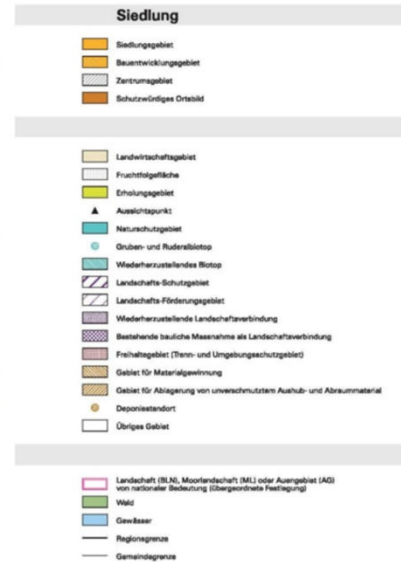 Siedlung
Siedlungsgebiet
Bauentwicklungsgebiet
Zentrumsgebiet
Schutzwürdiges Ortsbild
Landwirtschaftsgebiet
Fruchtfolgefläche
Erholungsgebiet
Aussichtspunkt
Naturschutzgebiet
Gruben- und Ruderalbiotop
Wiederherzustellendes Biotop
Landschafts-Schutzgebiet
Landschafts-Förderungsgebiet
Wiederherzustellende Landschaftsverbindung
Bestehende bauliche Massnahme als Landschaftsverbindung
Freihaltegebiet (Trenn- und Umgebungsschutzgebiet)
Gebiet für Materialgewinnung
Gebiet für Ablagerung von unverschmutztem Aushub- und Abraummaterial
Deponiestandort
Übriges Gebiet
Landschaft (BLN), Moorlandschaft (ML) oder Auengebiet (AG)
von nationaler Bedeutung (übergeordnete Festlegung)
Wald
Gewässer
Regionsgrenze
Gemeindegrenze